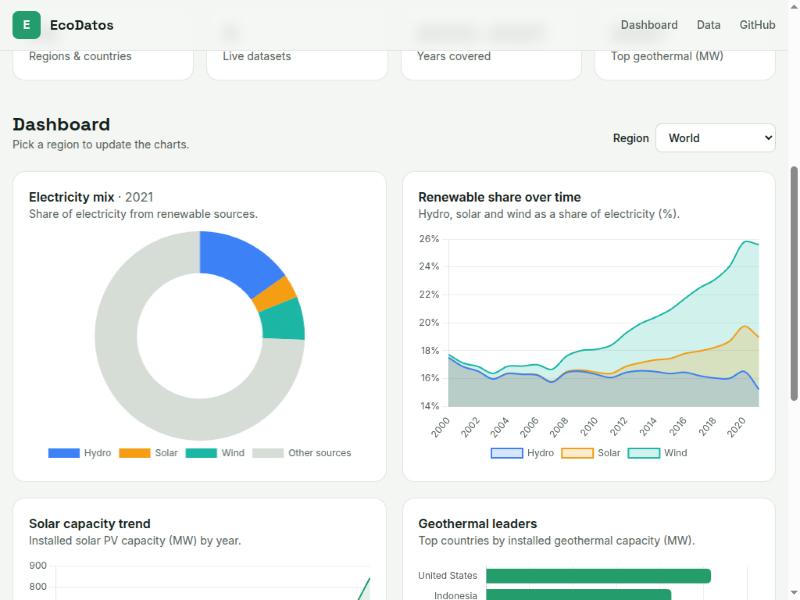 E EcoDatos
Dashboard Data GitHub
Regions & countries
Live datasets
Years covered
Top geothermal (MW)
Dashboard
Pick a region to update the charts.
Region World
Electricity mix · 2021
Share of electricity from renewable sources.
Hydro Solar Wind Other sources
Renewable share over time
Hydro, solar and wind as a share of electricity (%).
26%
24%
22%
20%
18%
16%
14%
2000 2002 2004 2006 2008 2010 2012 2014 2016 2018 2020
Hydro Solar Wind
Solar capacity trend
Installed solar PV capacity (MW) by year.
900
800
Geothermal leaders
Top countries by installed geothermal capacity (MW).
United States
Indonesia